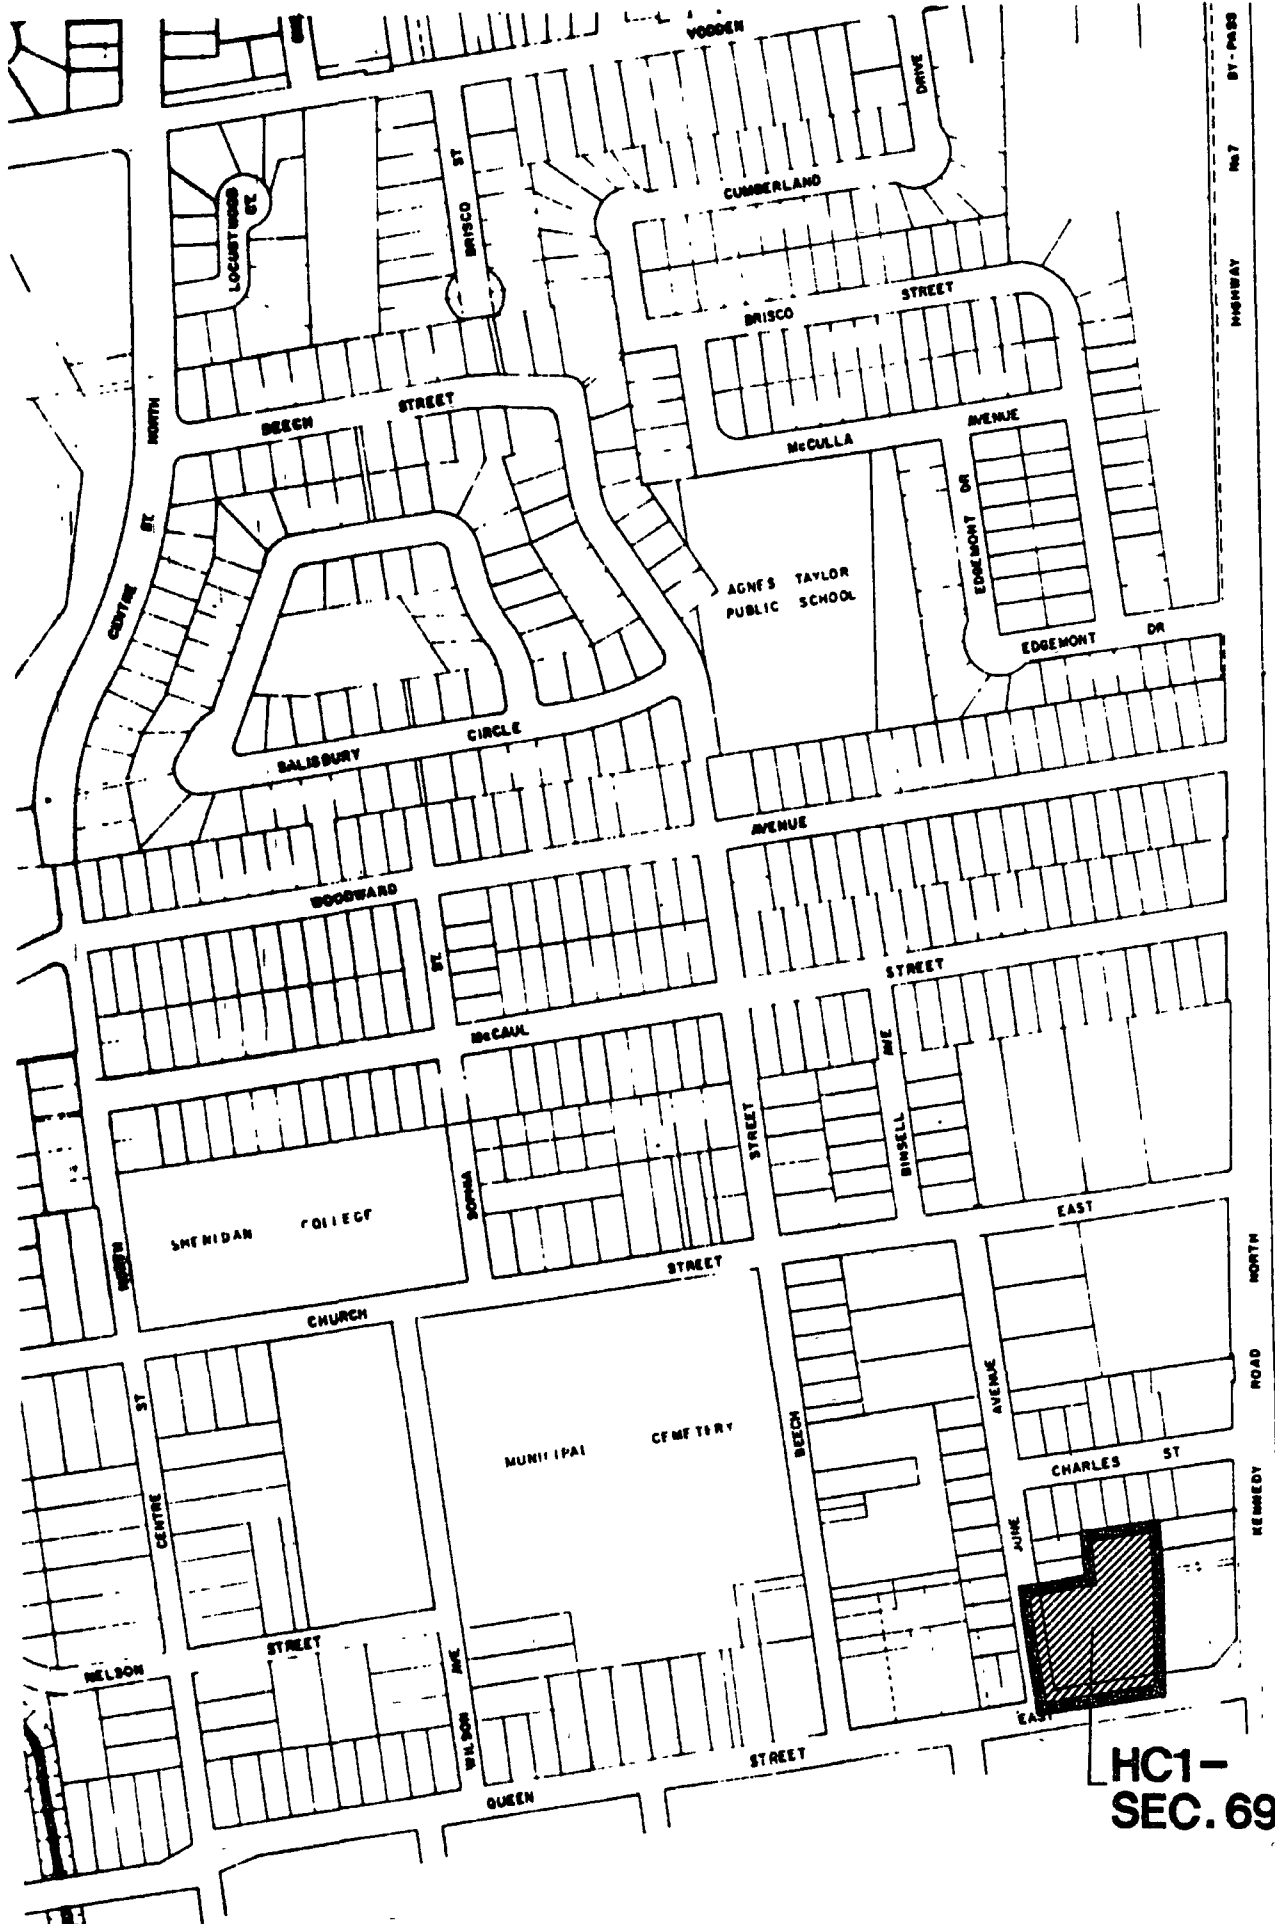 VODDEN
DRIVE
BY-PASS
No.7
HIGHWAY
ST
BRISCO
CUMBERLAND
LOCUSTWOOD
STREET
BRISCO
NORTH
BEECH
STREET
AVENUE
McCULLA
DR
EDGEMONT
ST.
CENTRE
AGNES TAYLOR
PUBLIC SCHOOL
EDGEMONT DR
SALISBURY
CIRCLE
AVENUE
WOODWARD
ST.
STREET
McCAUL
AVE
BINSELL
STREET
SOPHIA
EAST
SHERIDAN COLLEGE
NORTH
STREET
CHURCH
NORTH
ROAD
KENNEDY
ST
CENTRE
MUNICIPAL CEMETERY
BEECH
AVENUE
JUNE
CHARLES ST
STREET
NELSON
AVE
WILSON
EAST
STREET
QUEEN
HC1-
SEC. 69